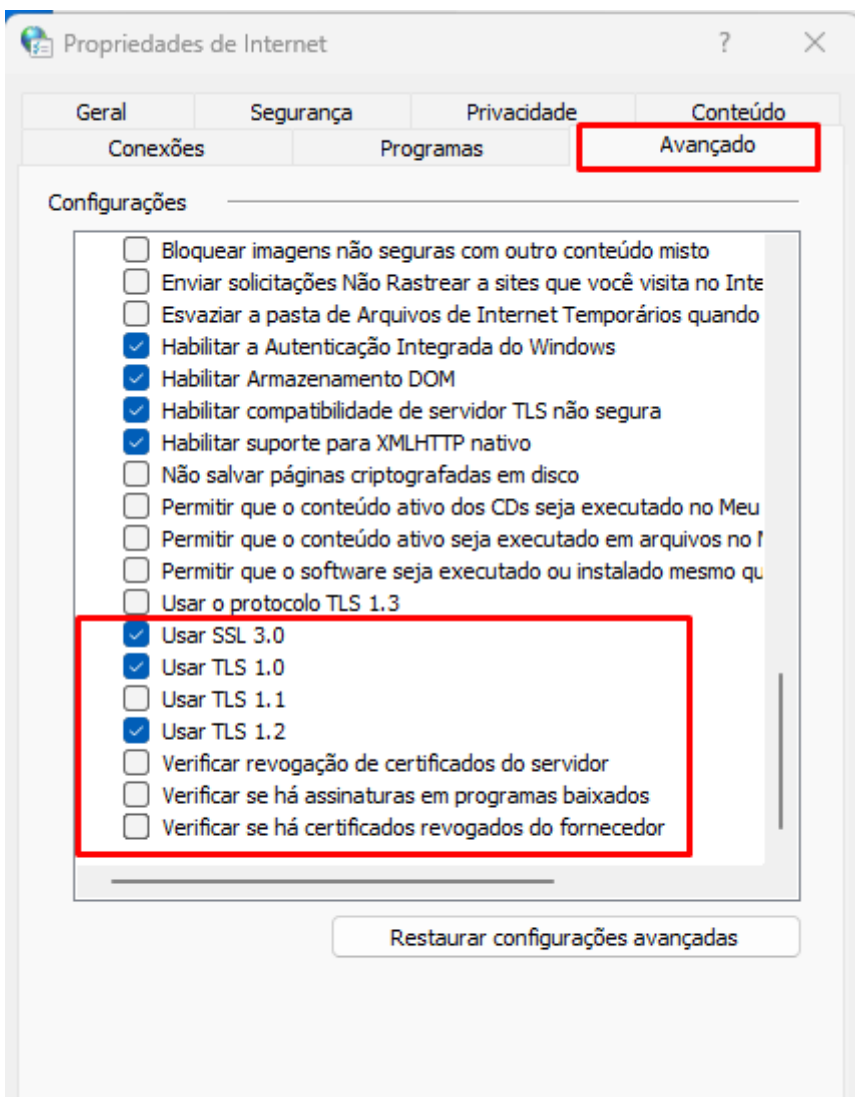 Propriedades de Internet ?
Geral Segurança Privacidade Conteúdo
Conexões Programas Avançado
Configurações
Bloquear imagens não seguras com outro conteúdo misto
Enviar solicitações Não Rastrear a sites que você visita no Inte
Esvaziar a pasta de Arquivos de Internet Temporários quando
Habilitar a Autenticação Integrada do Windows
Habilitar Armazenamento DOM
Habilitar compatibilidade de servidor TLS não segura
Habilitar suporte para XMLHTTP nativo
Não salvar páginas criptografadas em disco
Permitir que o conteúdo ativo dos CDs seja executado no Meu
Permitir que o conteúdo ativo seja executado em arquivos no
Permitir que o software seja executado ou instalado mesmo qu
Usar o protocolo TLS 1.3
Usar SSL 3.0
Usar TLS 1.0
Usar TLS 1.1
Usar TLS 1.2
Verificar revogação de certificados do servidor
Verificar se há assinaturas em programas baixados
Verificar se há certificados revogados do fornecedor
Restaurar configurações avançadas